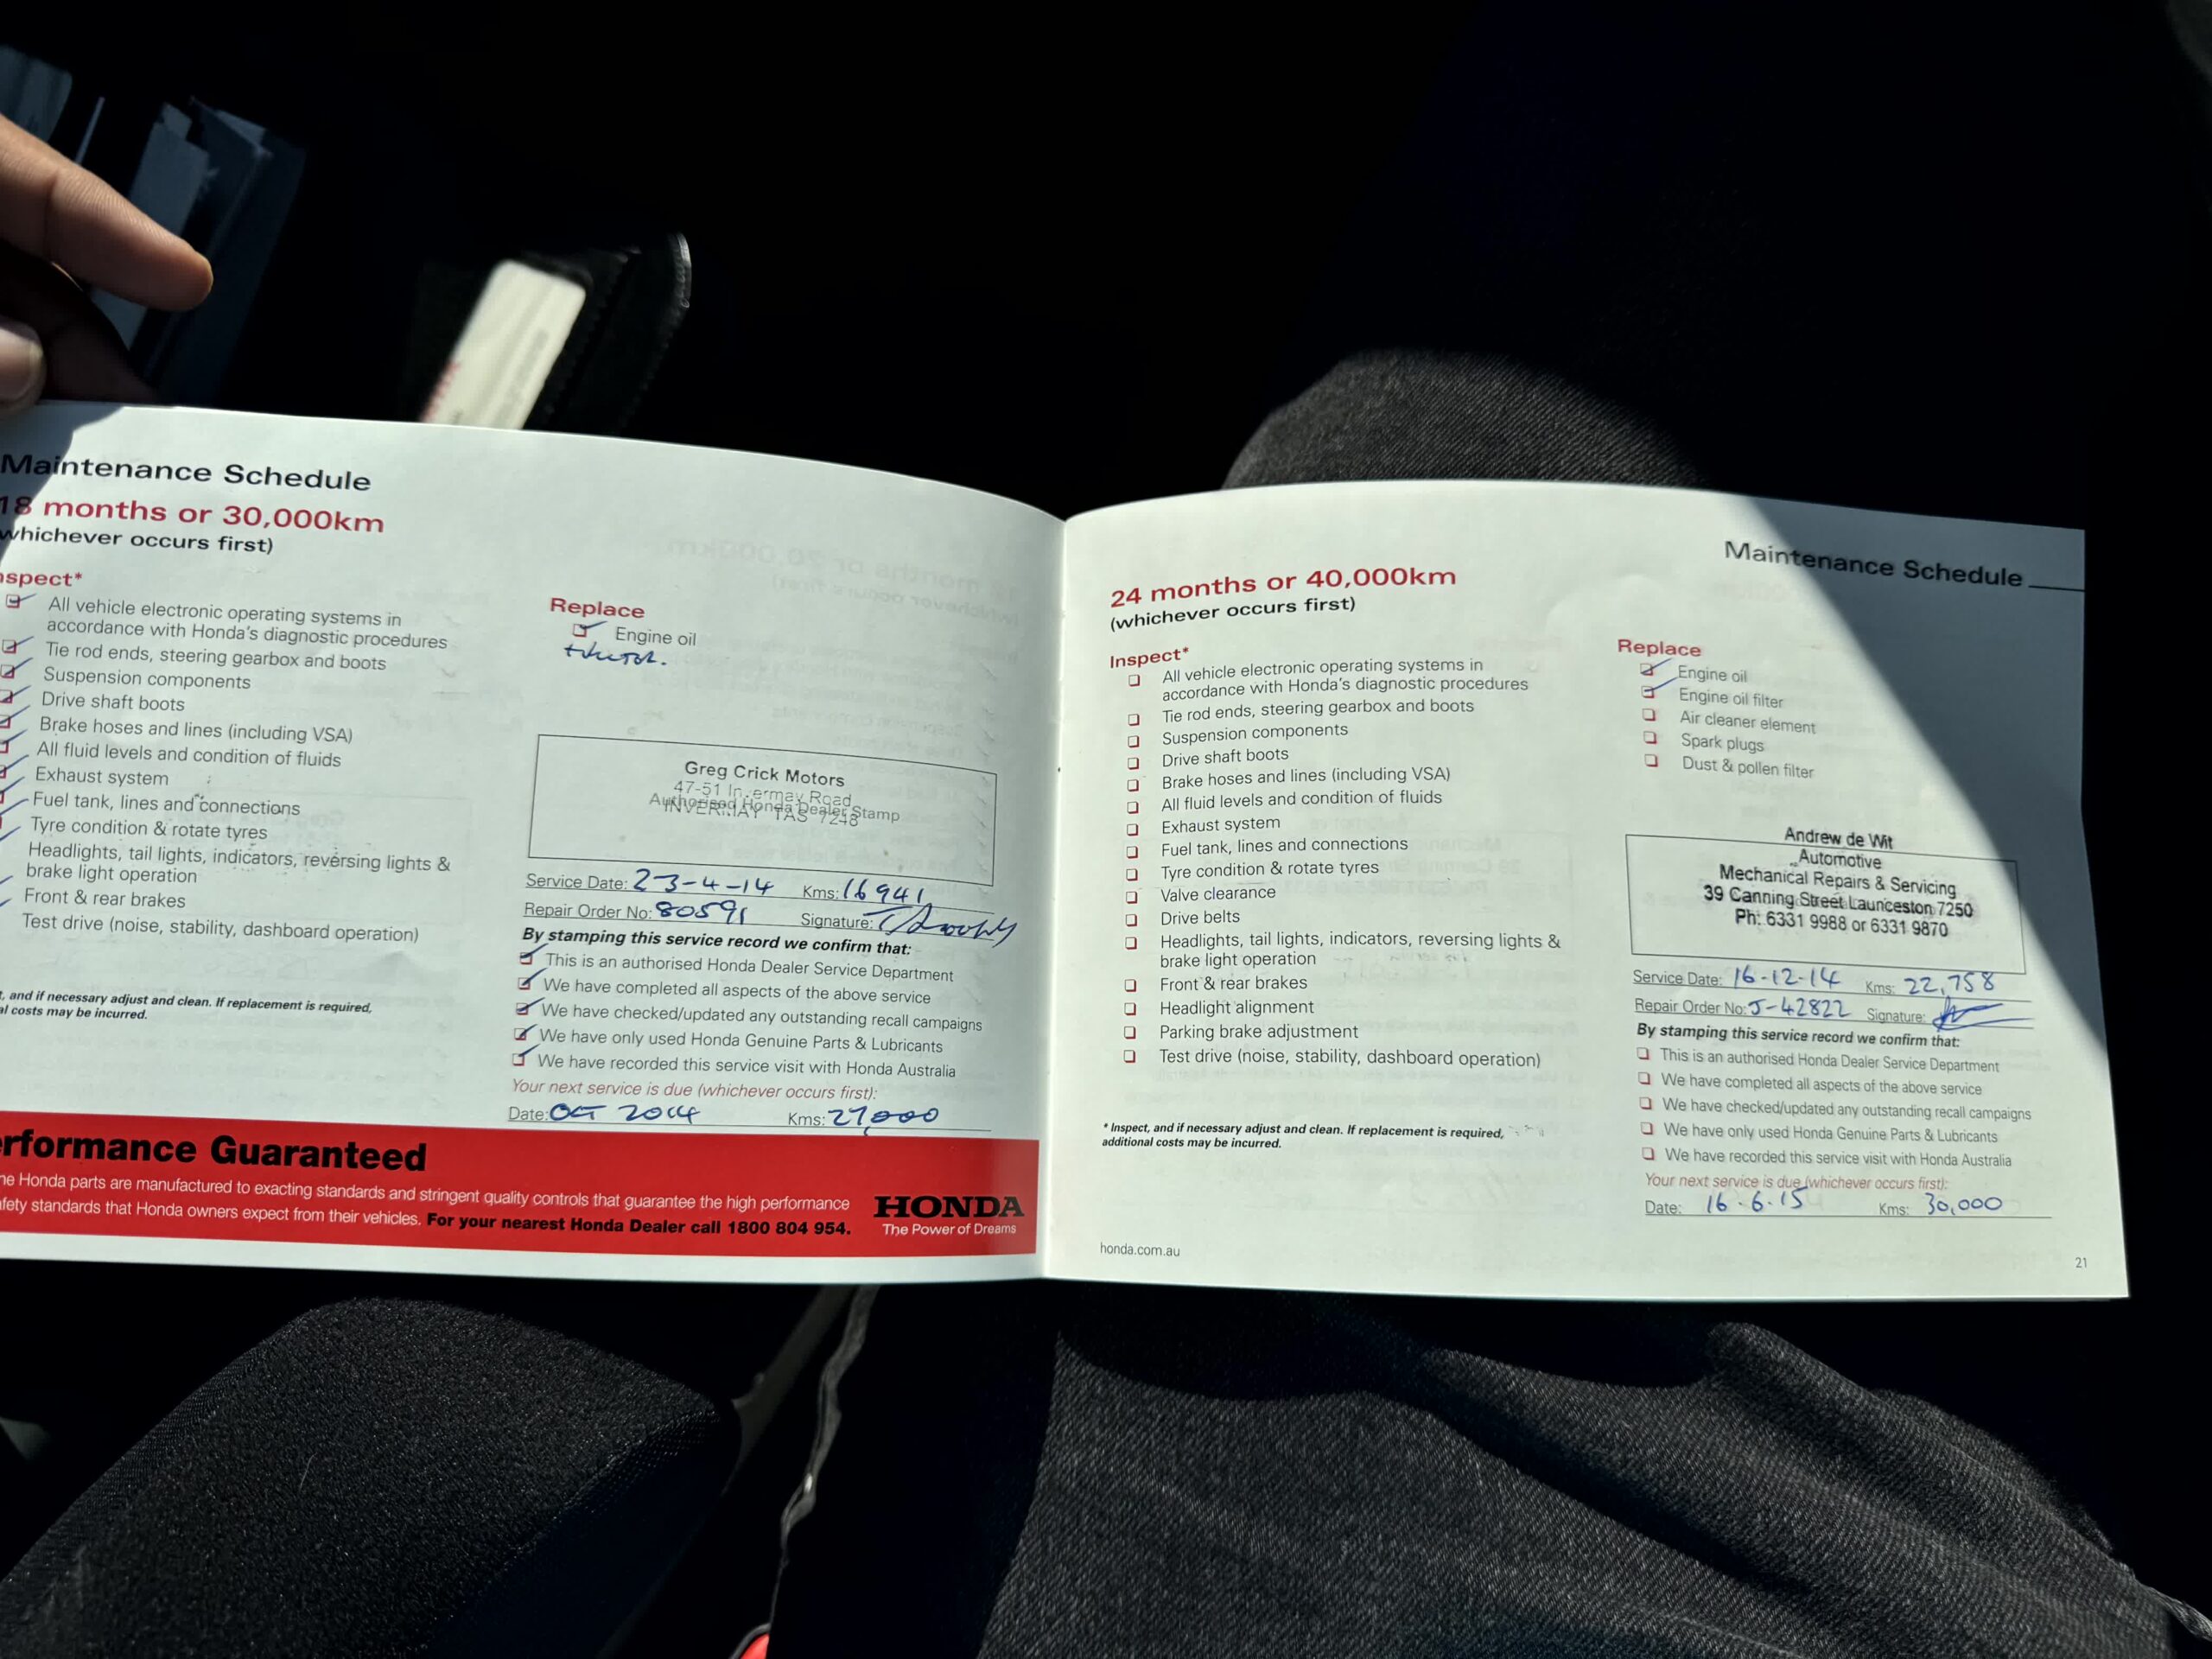 Maintenance Schedule
18 months or 30,000km
whichever occurs first)
nspect*
All vehicle electronic operating systems in
accordance with Honda's diagnostic procedures
Tie rod ends, steering gearbox and boots
Suspension components
Drive shaft boots
Brake hoses and lines (including VSA)
All fluid levels and condition of fluids
Exhaust system
Fuel tank, lines and connections
Tyre condition & rotate tyres
Headlights, tail lights, indicators, reversing lights &
brake light operation
Front & rear brakes
Test drive (noise, stability, dashboard operation)
, and if necessary adjust and clean. If replacement is required,
al costs may be incurred.
Replace
Engine oil
Greg Crick Motors
47-51 Invermay Road
Authorised Honda Dealer Stamp
INVERMAY TAS 7248
Service Date: 23-4-14 Kms: 16941
Repair Order No: 80591 Signature:
By stamping this service record we confirm that:
This is an authorised Honda Dealer Service Department
We have completed all aspects of the above service
We have checked/updated any outstanding recall campaigns
We have only used Honda Genuine Parts & Lubricants
We have recorded this service visit with Honda Australia
Your next service is due (whichever occurs first):
Date: OCT 2014 Kms: 27,000
erformance Guaranteed
ne Honda parts are manufactured to exacting standards and stringent quality controls that guarantee the high performance
afety standards that Honda owners expect from their vehicles. For your nearest Honda Dealer call 1800 804 954.
HONDA
The Power of Dreams
Maintenance Schedule
24 months or 40,000km
(whichever occurs first)
Inspect*
All vehicle electronic operating systems in
accordance with Honda's diagnostic procedures
Tie rod ends, steering gearbox and boots
Suspension components
Drive shaft boots
Brake hoses and lines (including VSA)
All fluid levels and condition of fluids
Exhaust system
Fuel tank, lines and connections
Tyre condition & rotate tyres
Valve clearance
Drive belts
Headlights, tail lights, indicators, reversing lights &
brake light operation
Front & rear brakes
Headlight alignment
Parking brake adjustment
Test drive (noise, stability, dashboard operation)
* Inspect, and if necessary adjust and clean. If replacement is required,
additional costs may be incurred.
Replace
Engine oil
Engine oil filter
Air cleaner element
Spark plugs
Dust & pollen filter
Andrew de Wit
Automotive
Mechanical Repairs & Servicing
39 Canning Street Launceston 7250
Ph: 6331 9988 or 6331 9870
Service Date: 16-12-14 Kms: 22,758
Repair Order No: J-42822 Signature:
By stamping this service record we confirm that:
This is an authorised Honda Dealer Service Department
We have completed all aspects of the above service
We have checked/updated any outstanding recall campaigns
We have only used Honda Genuine Parts & Lubricants
We have recorded this service visit with Honda Australia
Your next service is due (whichever occurs first):
Date: 16.6.15 Kms: 30,000
honda.com.au
21